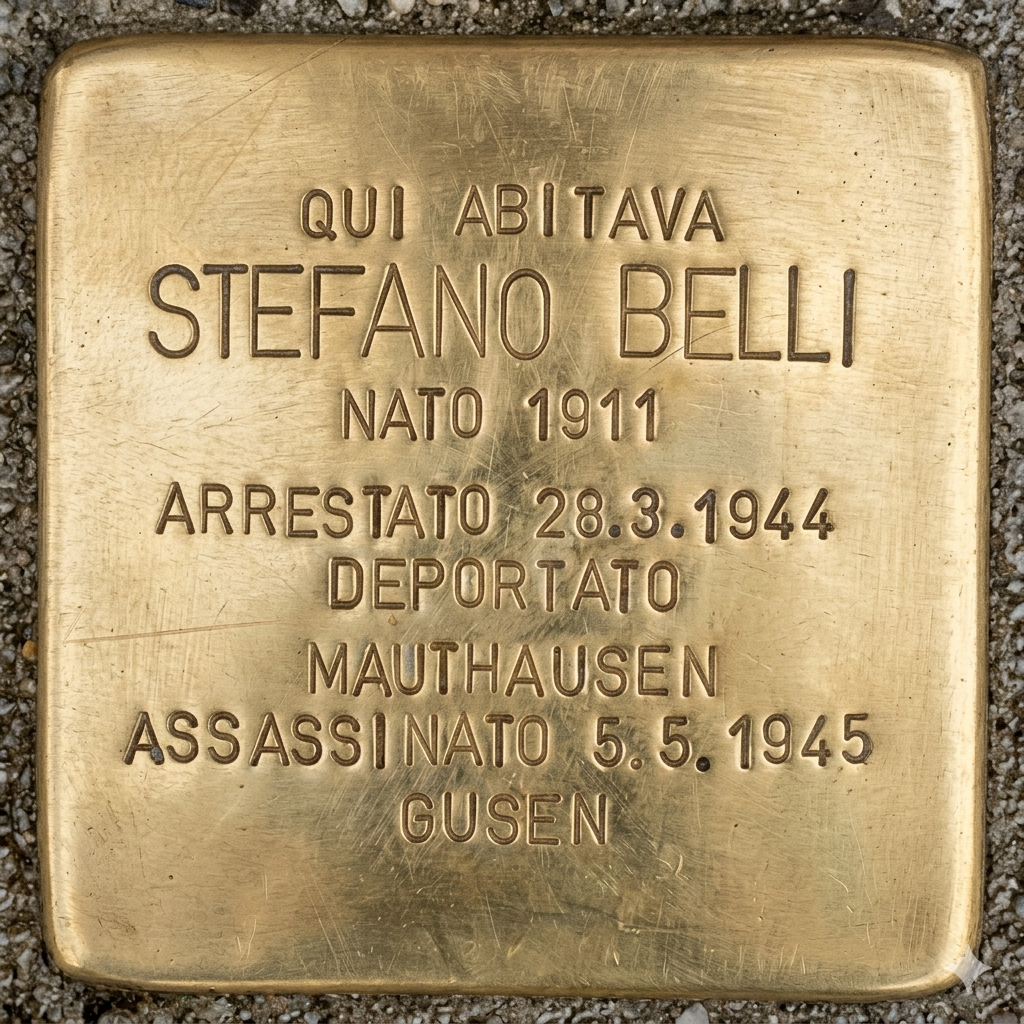 QUI ABITAVA
STEFANO BELLI
NATO 1911
ARRESTATO 28.3.1944
DEPORTATO
MAUTHAUSEN
ASSASSINATO 5.5.1945
GUSEN